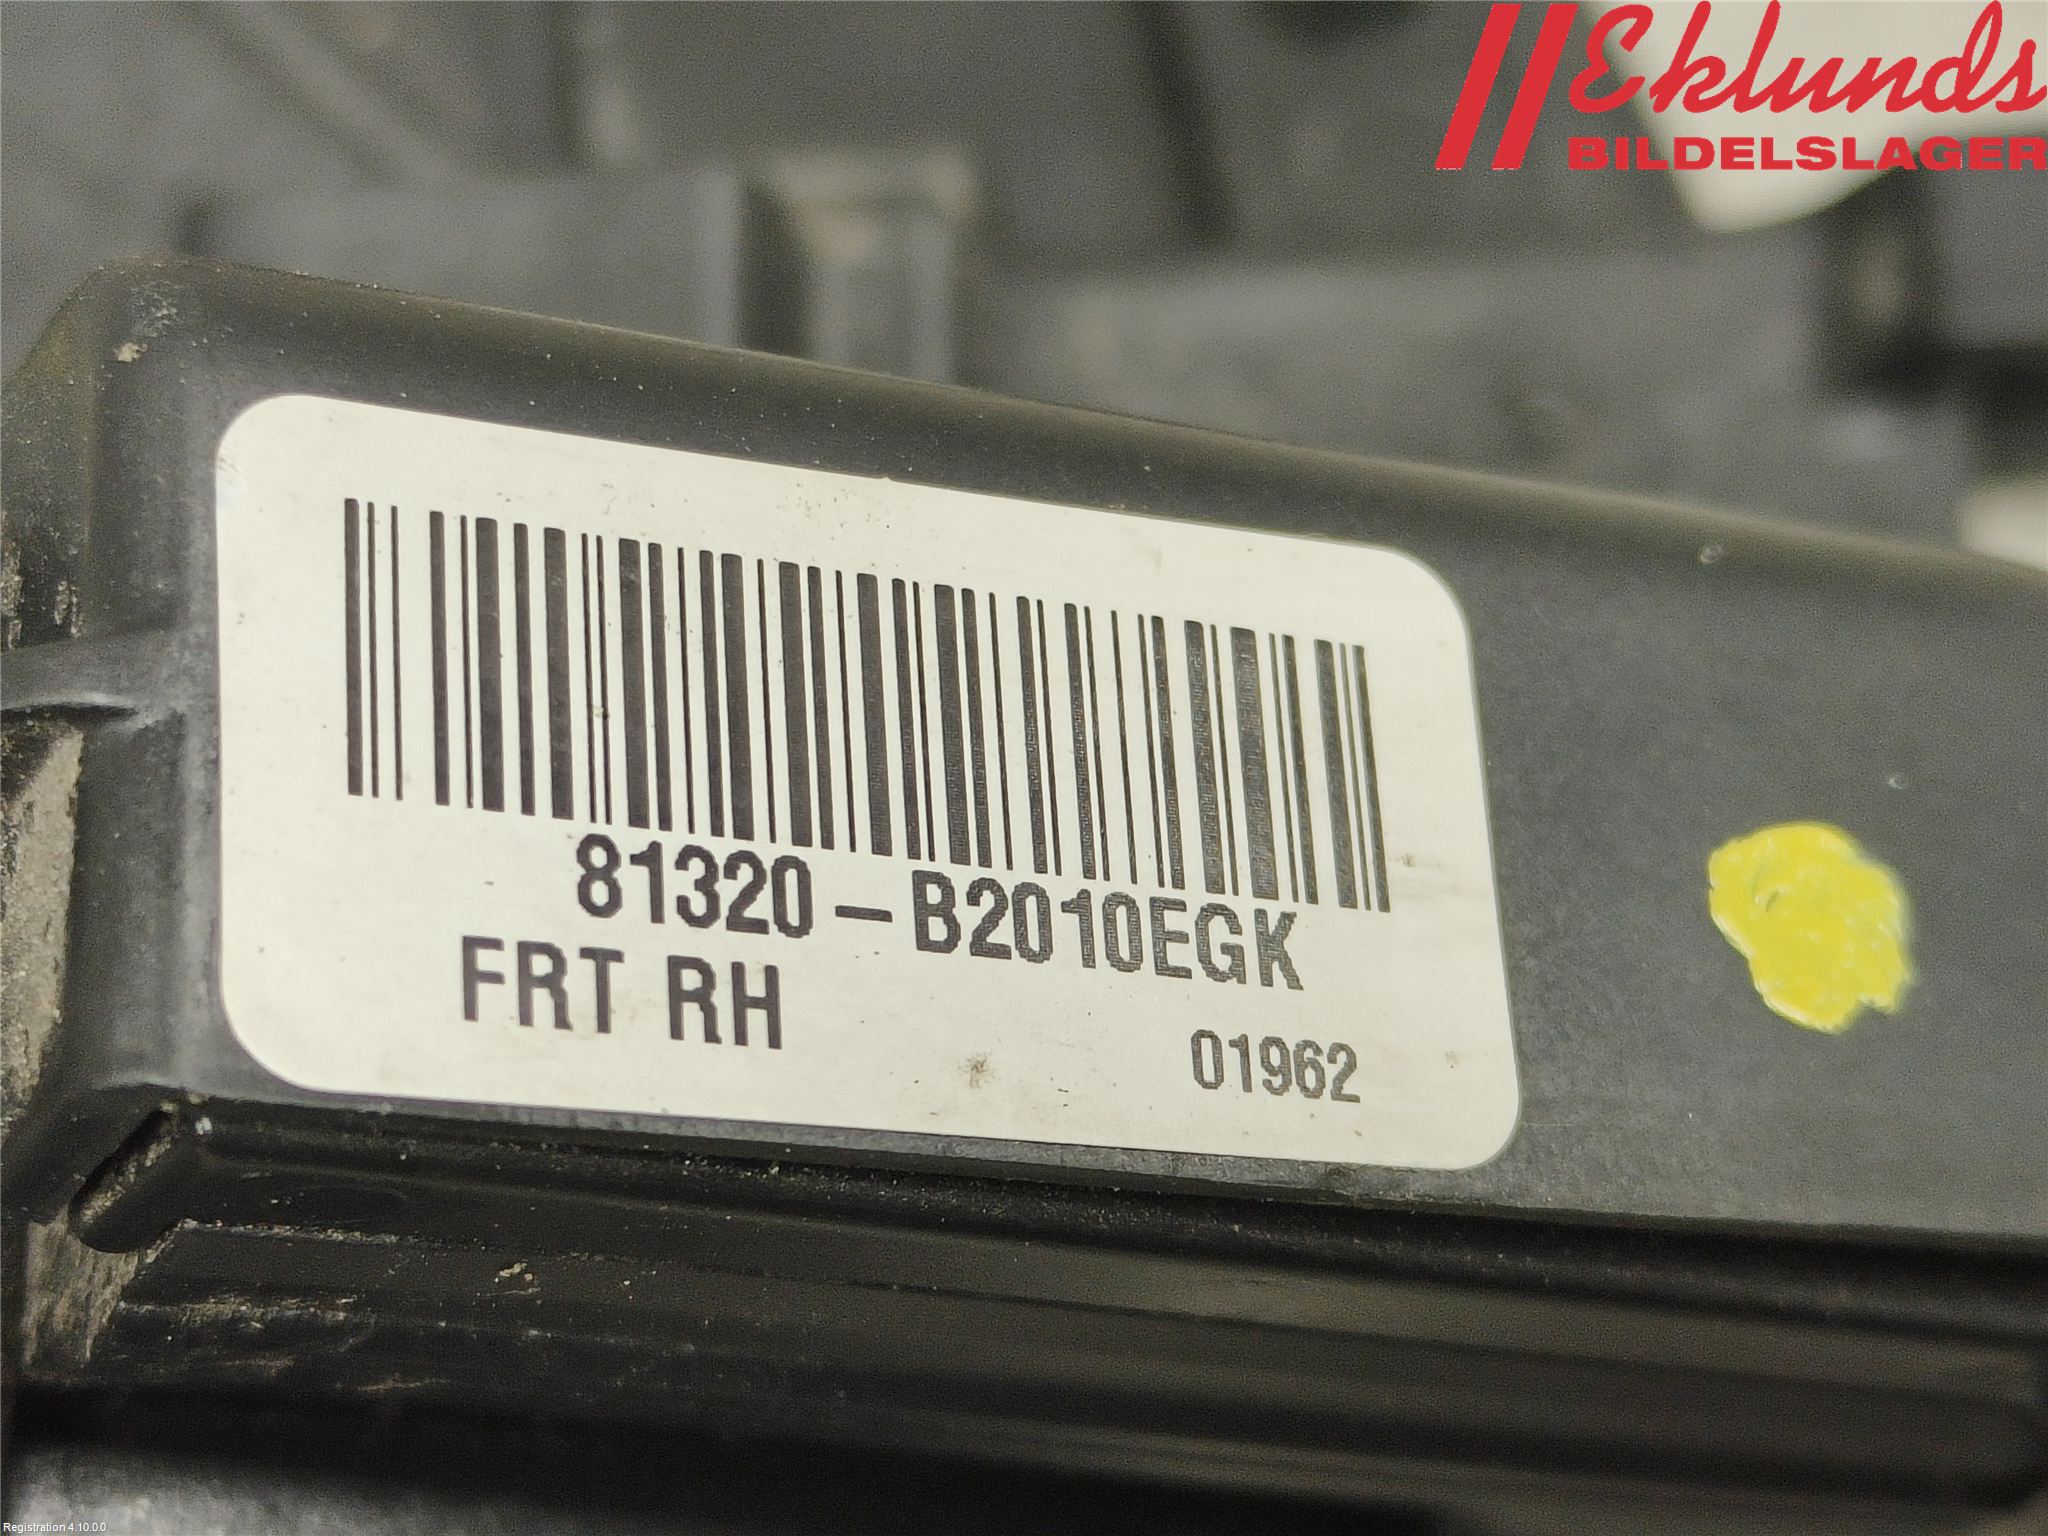 Eklunds
BILDELSLAGER
81320-B2010EGK
FRT RH
01962
Registration 4.10.0.0